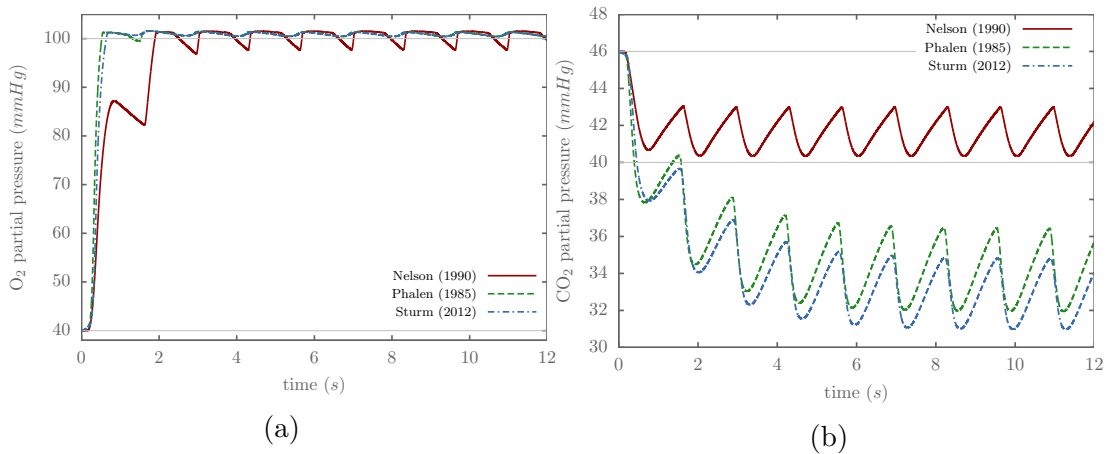 O₂ partial pressure (mmHg)
100
90
80
70
60
50
40
0
2
4
6
8
10
12
time (s)
Nelson (1990)
Phalen (1985)
Sturm (2012)
(a)
CO₂ partial pressure (mmHg)
48
46
44
42
40
38
36
34
32
30
0
2
4
6
8
10
12
time (s)
Nelson (1990)
Phalen (1985)
Sturm (2012)
(b)